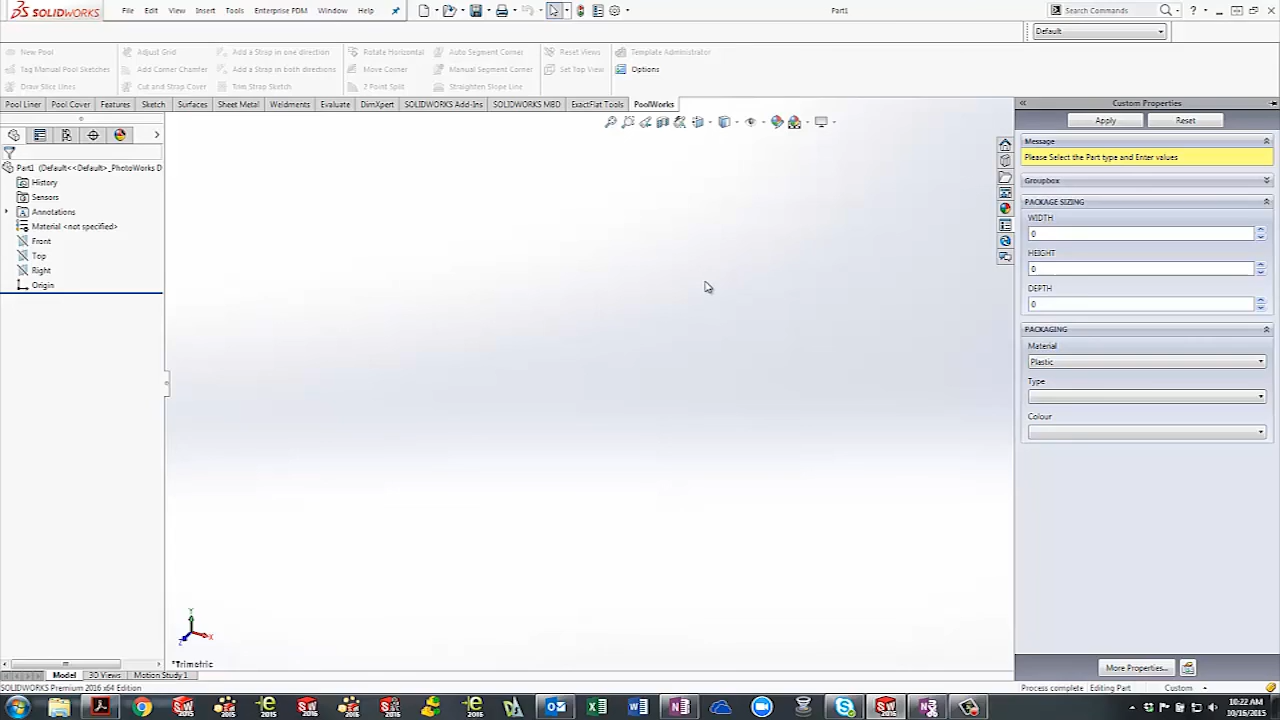 SOLIDWORKS File Edit View Insert Tools Enterprise PDM Window Help Part1 Search Commands
Default
New Pool Adjust Grid Add a Strap in one direction Rotate Horizontal Auto Segment Corner Reset Views Template Administrator
Tag Manual Pool Sketches Add Corner Chamfer Add a Strap in both directions Move Corner Manual Segment Corner Set Top View Options
Draw Slice Lines Cut and Strap Cover Trim Strap Sketch 2 Point Split Straighten Slope Line
Pool Liner Pool Cover Features Sketch Surfaces Sheet Metal Weldments Evaluate DimXpert SOLIDWORKS Add-Ins SOLIDWORKS MBD ExactFlat Tools PoolWorks
Custom Properties
Apply Reset
Message
Please Select the Part type and Enter values
Groupbox
PACKAGE SIZING
WIDTH
0
HEIGHT
0
DEPTH
0
PACKAGING
Material
Plastic
Type
Colour
More Properties...
Part1 (Default<<Default>_PhotoWorks D
History
Sensors
Annotations
Material <not specified>
Front
Top
Right
Origin
Y
X
Z
*Trimetric
Model 3D Views Motion Study 1
SOLIDWORKS Premium 2016 x64 Edition Process complete Editing Part Custom
2015 2015 2015 2015 2015 2016 2016
10:22 AM
10/16/2015